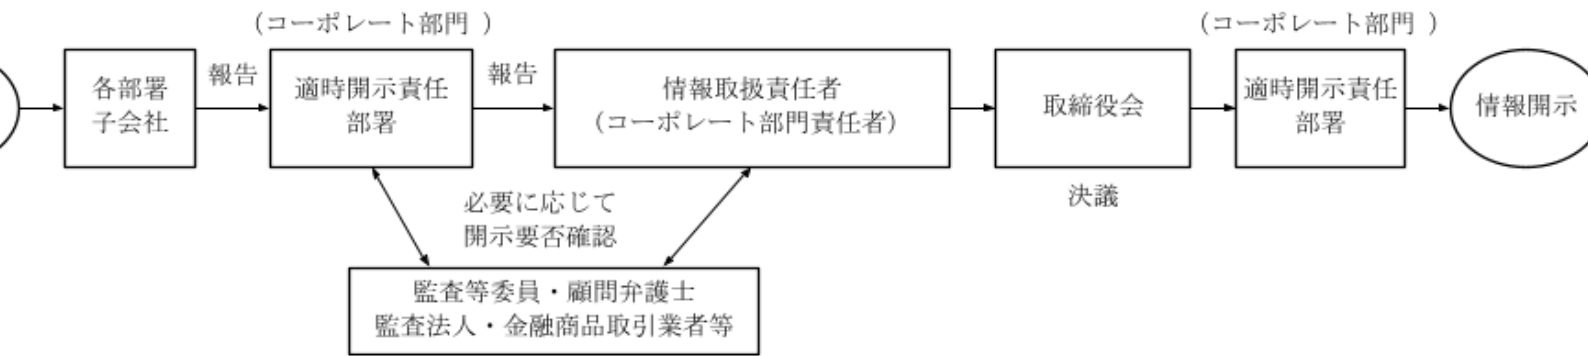 (コーポレート部門 )
(コーポレート部門 )
各部署
子会社
報告
適時開示責任
部署
報告
情報取扱責任者
(コーポレート部門責任者)
取締役会
適時開示責任
部署
情報開示
決議
必要に応じて
開示要否確認
監査等委員・顧問弁護士
監査法人・金融商品取引業者等